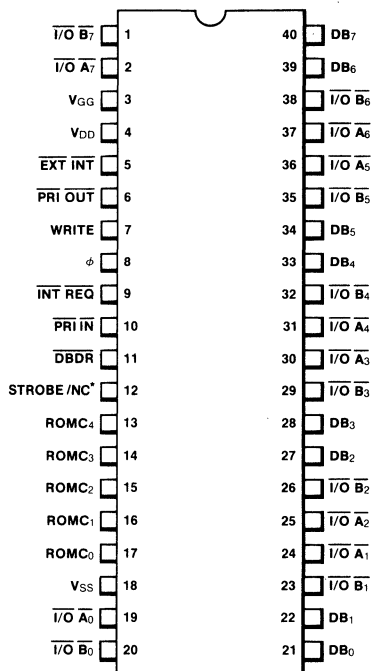 I/O B7 1 40 DB7
I/O A7 2 39 DB6
VGG 3 38 I/O B6
VDD 4 37 I/O A6
EXT INT 5 36 I/O A5
PRI OUT 6 35 I/O B5
WRITE 7 34 DB5
ϕ 8 33 DB4
INT REQ 9 32 I/O B4
PRI IN 10 31 I/O A4
DBDR 11 30 I/O A3
STROBE/NC* 12 29 I/O B3
ROMC4 13 28 DB3
ROMC3 14 27 DB2
ROMC2 15 26 I/O B2
ROMC1 16 25 I/O A2
ROMC0 17 24 I/O A1
VSS 18 23 I/O B1
I/O A0 19 22 DB1
I/O B0 20 21 DB0